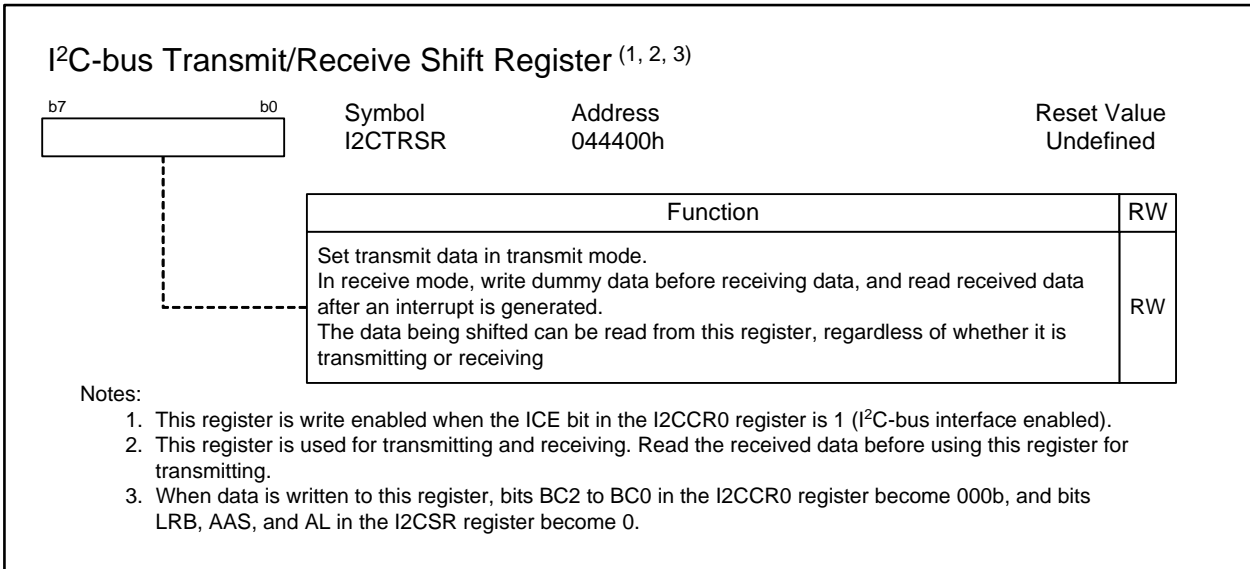 I²C-bus Transmit/Receive Shift Register (1, 2, 3)
b7 b0 Symbol Address Reset Value
I2CTRSR 044400h Undefined
Function RW
Set transmit data in transmit mode.
In receive mode, write dummy data before receiving data, and read received data
after an interrupt is generated.
RW
The data being shifted can be read from this register, regardless of whether it is
transmitting or receiving
Notes:
1. This register is write enabled when the ICE bit in the I2CCR0 register is 1 (I²C-bus interface enabled).
2. This register is used for transmitting and receiving. Read the received data before using this register for
transmitting.
3. When data is written to this register, bits BC2 to BC0 in the I2CCR0 register become 000b, and bits
LRB, AAS, and AL in the I2CSR register become 0.